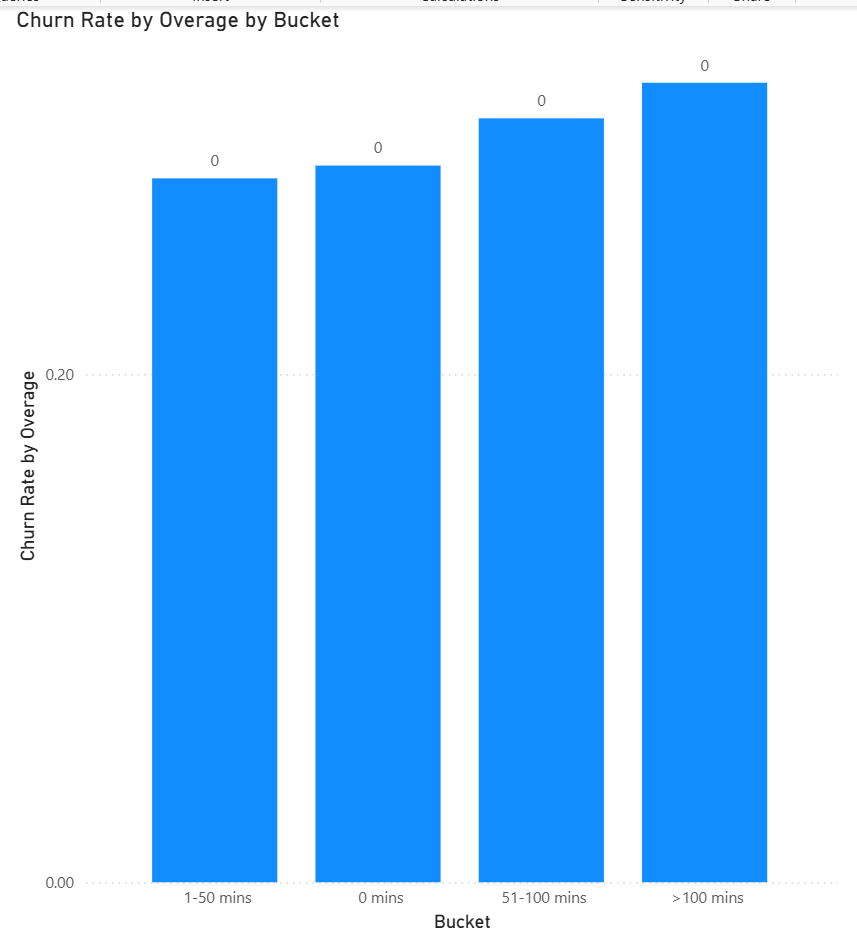 Churn Rate by Overage by Bucket
0
0
0
0
0.20
Churn Rate by Overage
0.00
1-50 mins 0 mins 51-100 mins >100 mins
Bucket